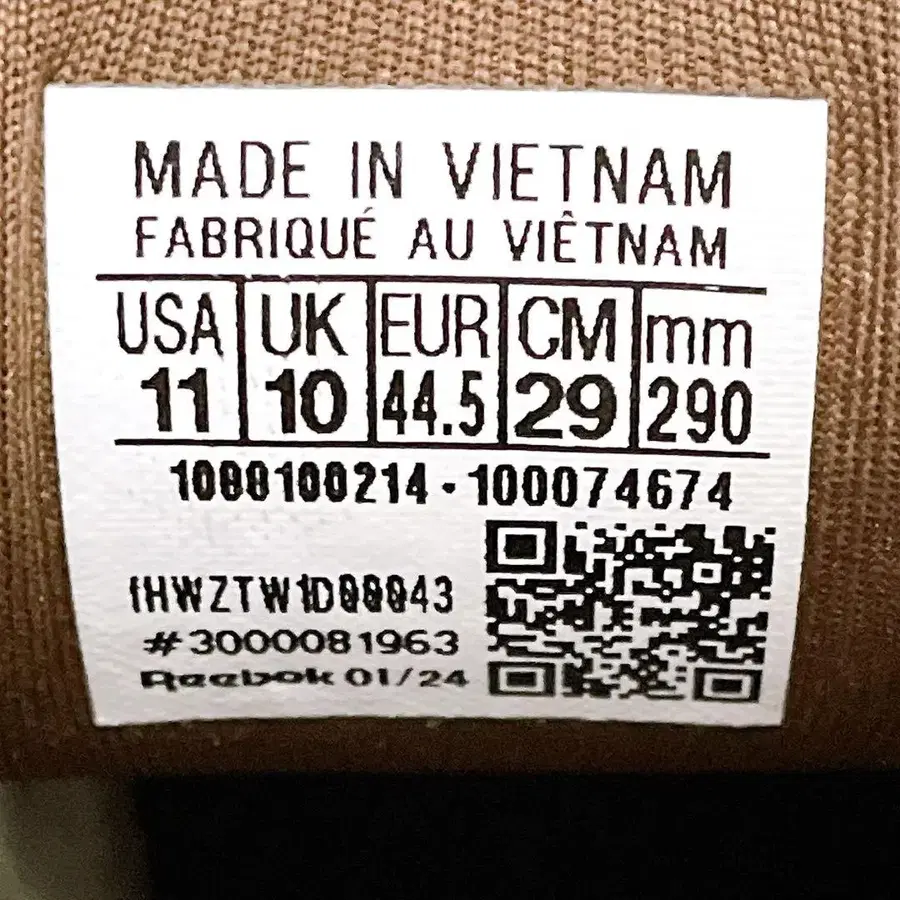 MADE IN VIETNAM
FABRIQUÉ AU VIÊTNAM
USA UK EUR CM mm
11 10 44.5 29 290
1000100214 - 100074674
#3000081963
Reebok 01/24